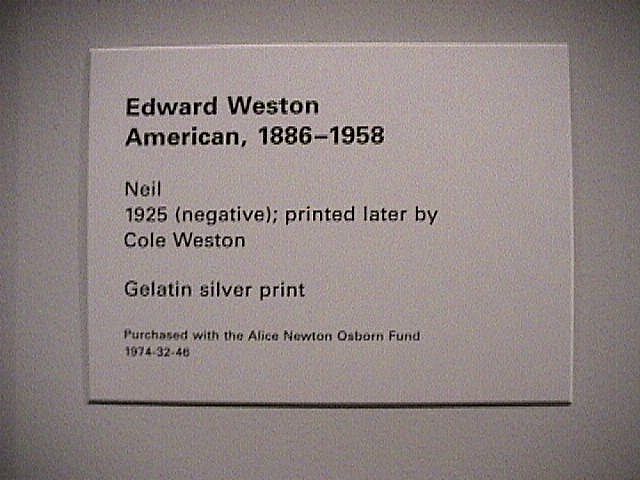 Edward Weston
American, 1886–1958
Neil
1925 (negative); printed later by
Cole Weston
Gelatin silver print
Purchased with the Alice Newton Osborn Fund
1974-32-46